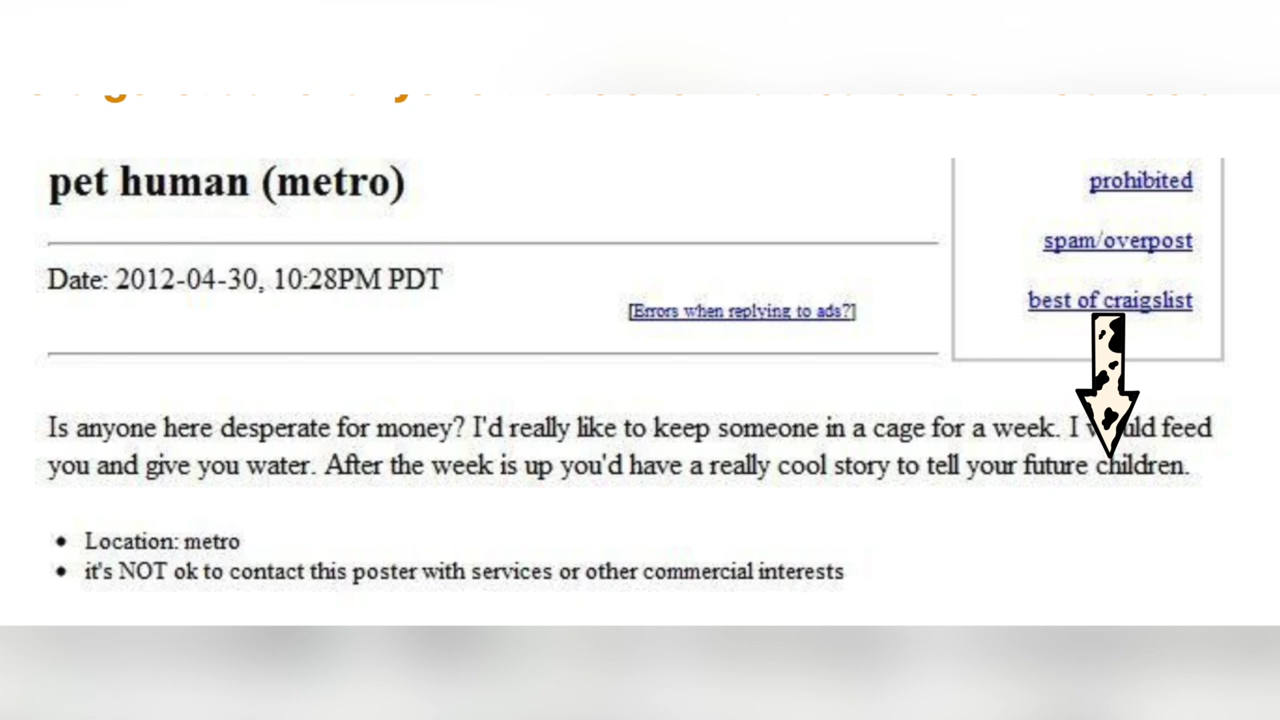 pet human (metro)
prohibited
spam/overpost
Date: 2012-04-30, 10:28PM PDT
best of craigslist
[Errors when replying to ads?]
Is anyone here desperate for money? I'd really like to keep someone in a cage for a week. I feed
you and give you water. After the week is up you'd have a really cool story to tell your future children.
• Location: metro
• it's NOT ok to contact this poster with services or other commercial interests